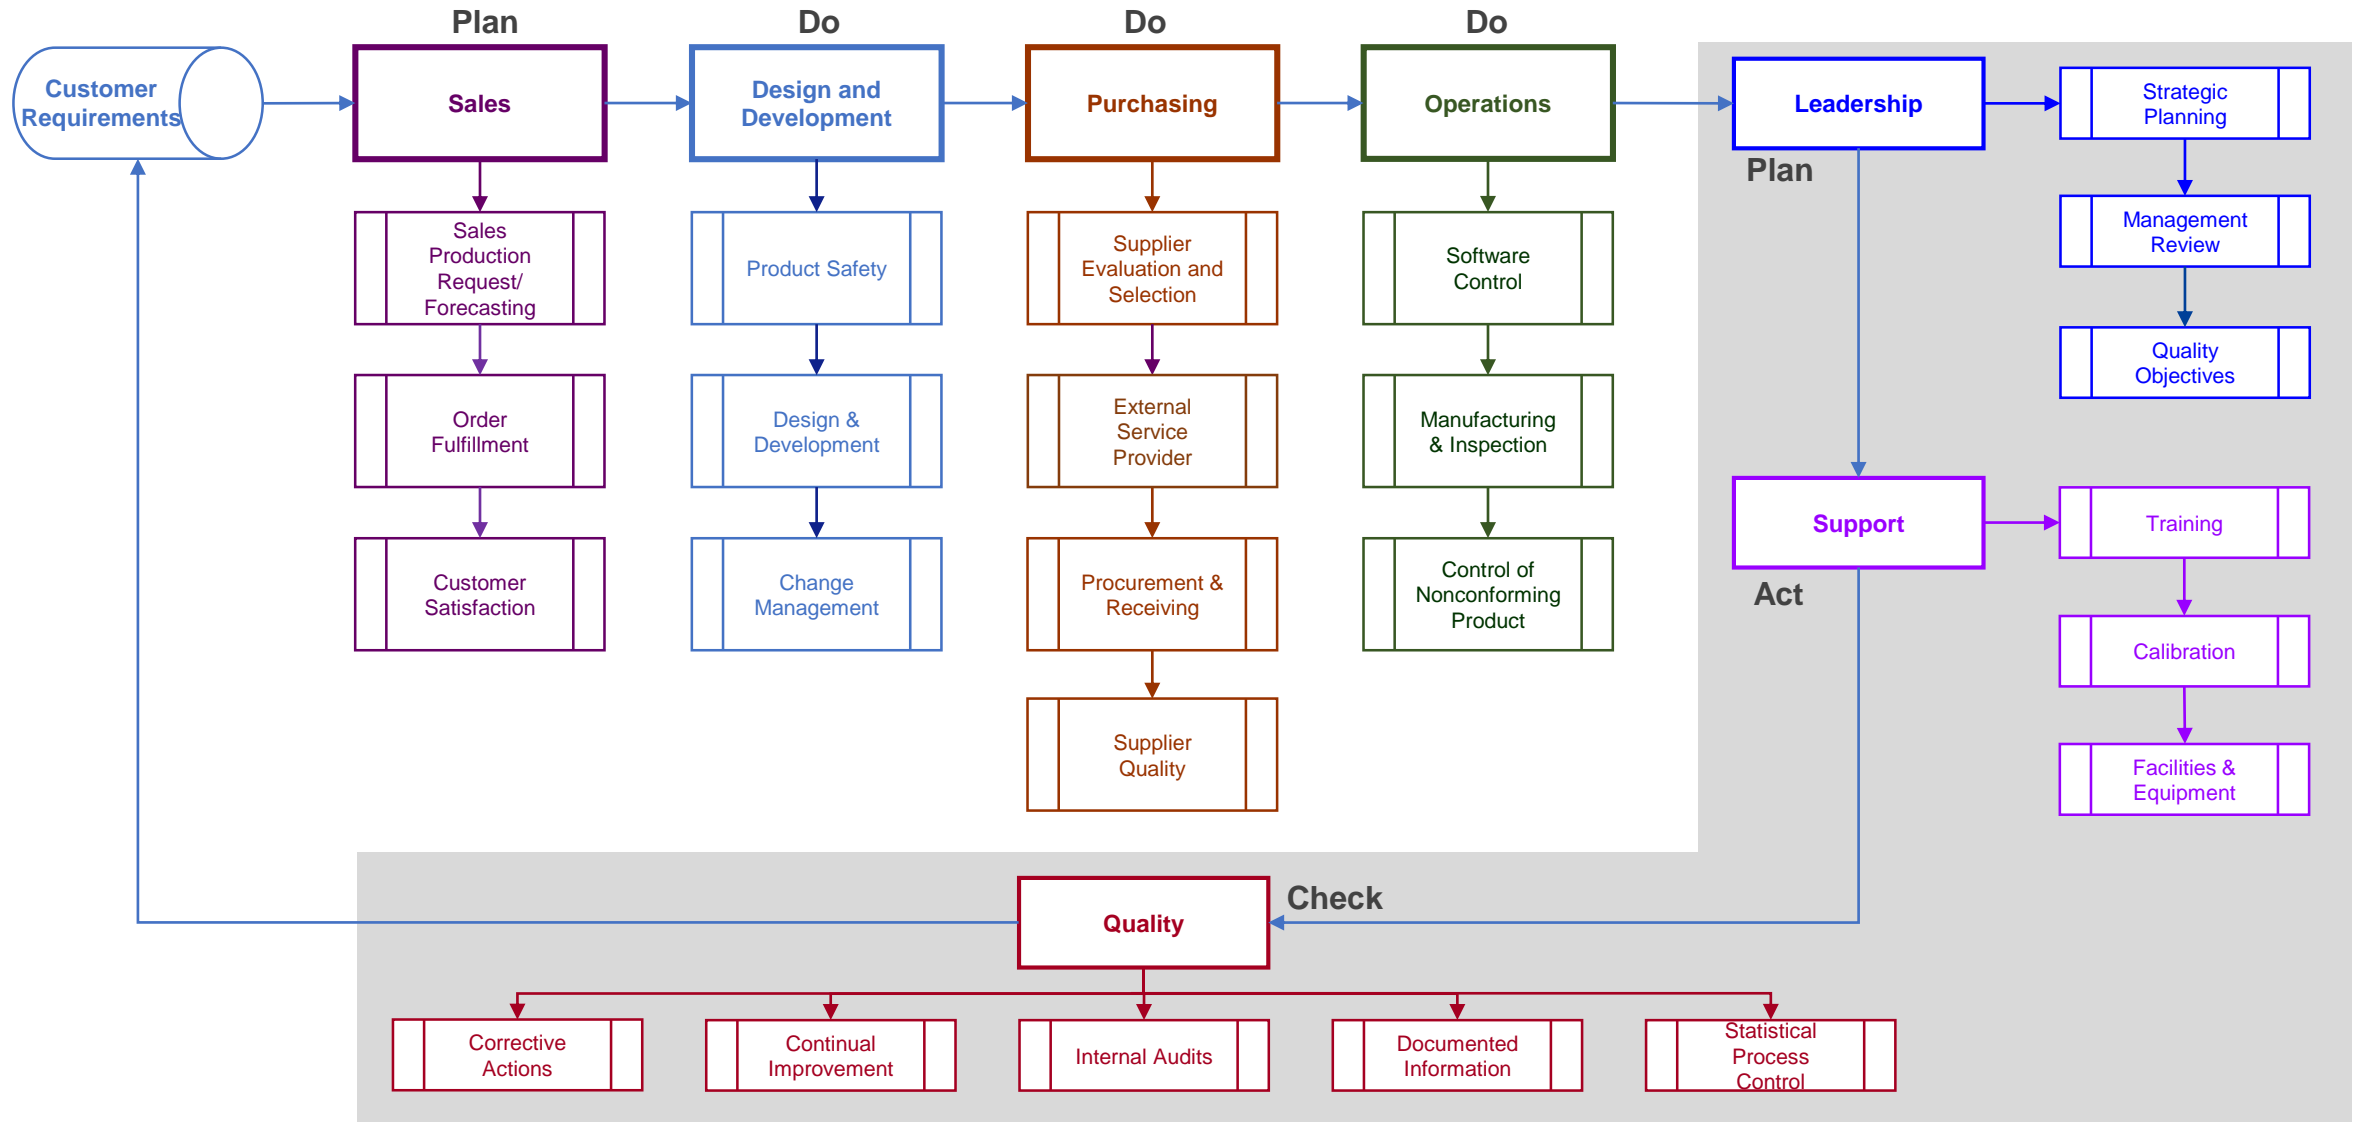 Plan
Do
Do
Do
Customer
Requirements
Sales
Design and
Development
Purchasing
Operations
Leadership
Strategic
Planning
Plan
Sales
Production
Request/
Forecasting
Product Safety
Supplier
Evaluation and
Selection
Software
Control
Management
Review
Quality
Objectives
Order
Fulfillment
Design &
Development
External
Service
Provider
Manufacturing
& Inspection
Support
Training
Act
Customer
Satisfaction
Change
Management
Procurement &
Receiving
Control of
Nonconforming
Product
Calibration
Supplier
Quality
Facilities &
Equipment
Quality
Check
Corrective
Actions
Continual
Improvement
Internal Audits
Documented
Information
Statistical
Process
Control